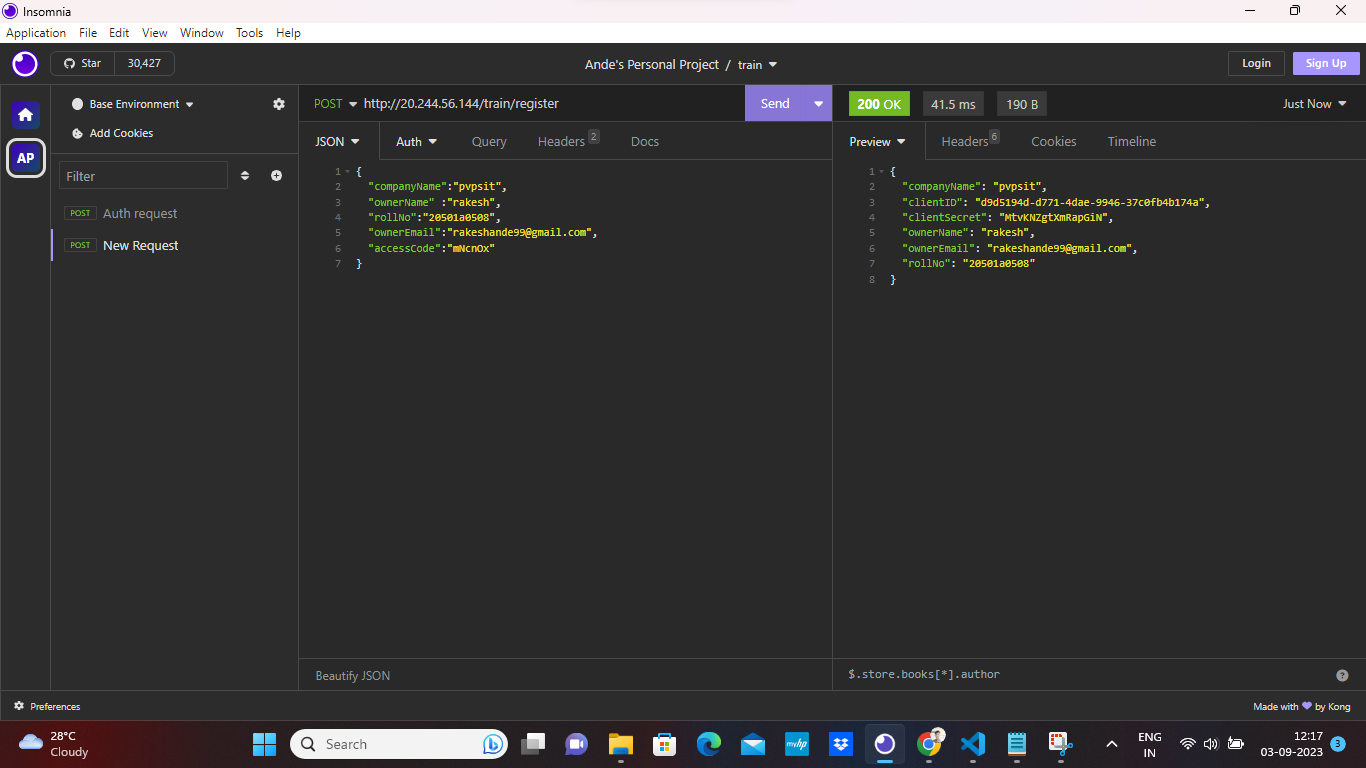 Insomnia
Application File Edit View Window Tools Help
Star 30,427
Ande's Personal Project / train
Login Sign Up
Base Environment
Add Cookies
AP
Filter
POST Auth request
POST New Request
POST http://20.244.56.144/train/register Send
JSON Auth Query Headers 2 Docs
1 {
2 "companyName":"pvpsit",
3 "ownerName" :"rakesh",
4 "rollNo":"20501a0508",
5 "ownerEmail":"rakeshande99@gmail.com",
6 "accessCode":"mNcnOx"
7 }
Beautify JSON
200 OK 41.5 ms 190 B Just Now
Preview Headers 6 Cookies Timeline
1 {
2 "companyName": "pvpsit",
3 "clientID": "d9d5194d-d771-4dae-9946-37c0fb4b174a",
4 "clientSecret": "MtvKNZgtXmRapGiN",
5 "ownerName": "rakesh",
6 "ownerEmail": "rakeshande99@gmail.com",
7 "rollNo": "20501a0508"
8 }
$.store.books[*].author ?
Preferences
Made with by Kong
28°C
Cloudy
Search
myhp
ENG
IN
12:17
03-09-2023
3